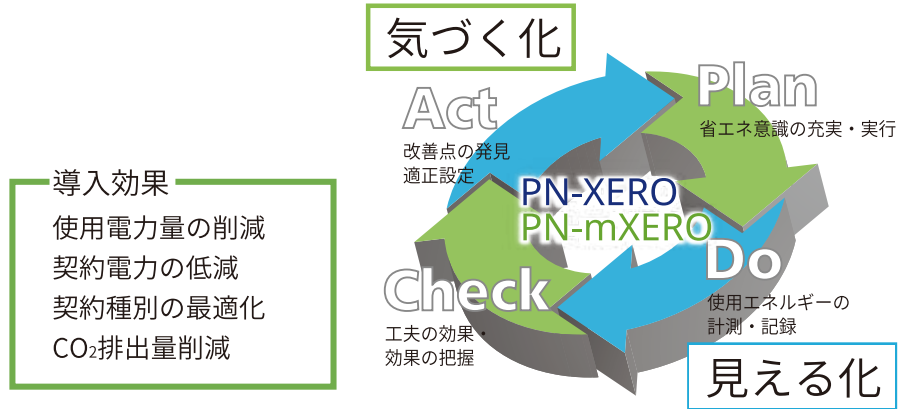 気づく化
Act
改善点の発見
適正設定
Plan
省エネ意識の充実・実行
導入効果
使用電力量の削減
契約電力の低減
契約種別の最適化
CO₂排出量削減
PN-XERO
PN-mXERO
Check
工夫の効果・
効果の把握
Do
使用エネルギーの
計測・記録
見える化